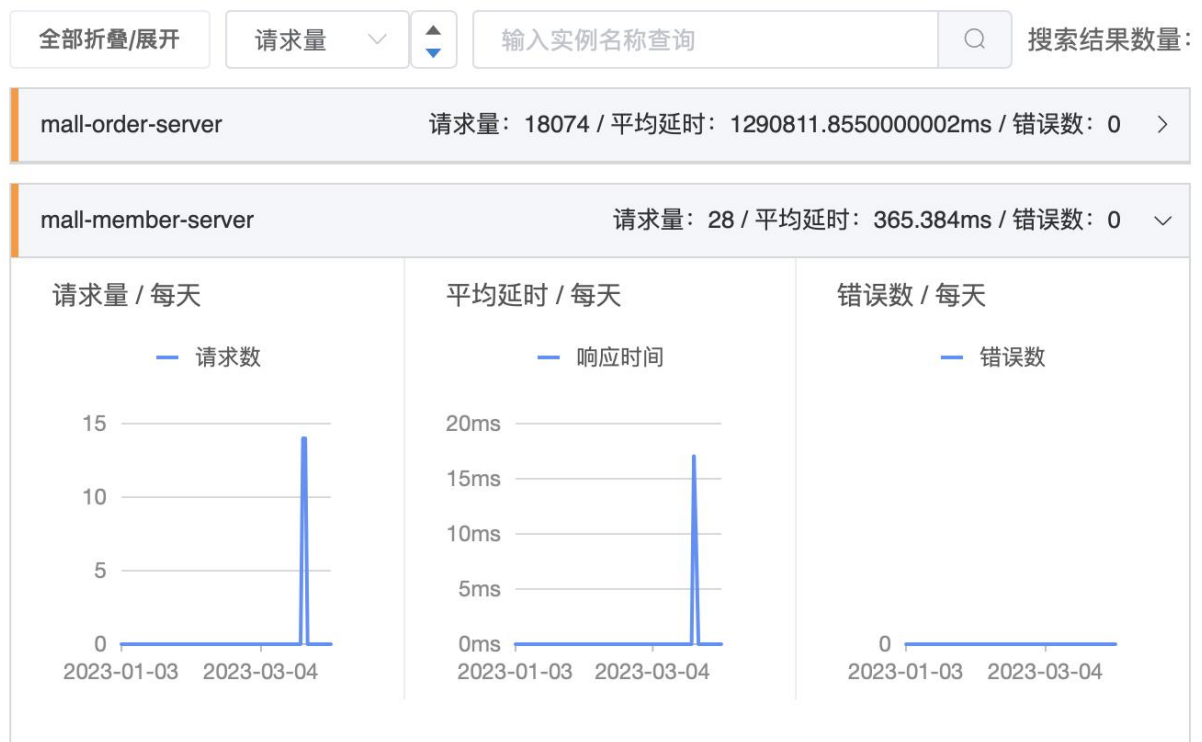 全部折叠/展开 请求量 输入实例名称查询 搜索结果数量:
mall-order-server 请求量：18074 / 平均延时：1290811.8550000002ms / 错误数：0
mall-member-server 请求量：28 / 平均延时：365.384ms / 错误数：0
请求量 / 每天 平均延时 / 每天 错误数 / 每天
请求数 响应时间 错误数
15 20ms
15ms
10
10ms
5
5ms
0 0ms 0
2023-01-03 2023-03-04 2023-01-03 2023-03-04 2023-01-03 2023-03-04